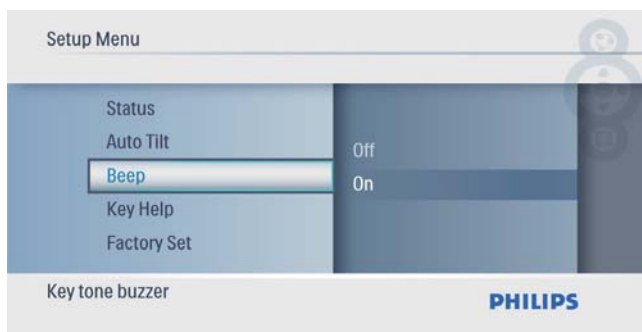 Setup Menu
Status
Auto Tilt
Beep
Key Help
Factory Set
Off
On
Key tone buzzer
PHILIPS